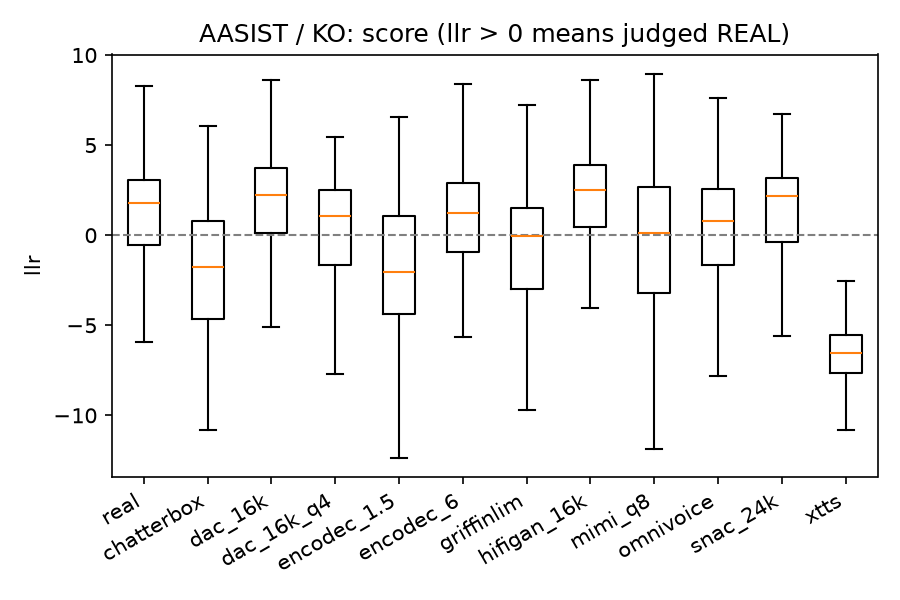 AASIST / KO: score (llr > 0 means judged REAL)
10
5
0
−5
−10
llr
real
chatterbox
dac_16k
dac_16k_q4
encodec_1.5
encodec_6
griffinlim
hifigan_16k
mimi_q8
omnivoice
snac_24k
xtts